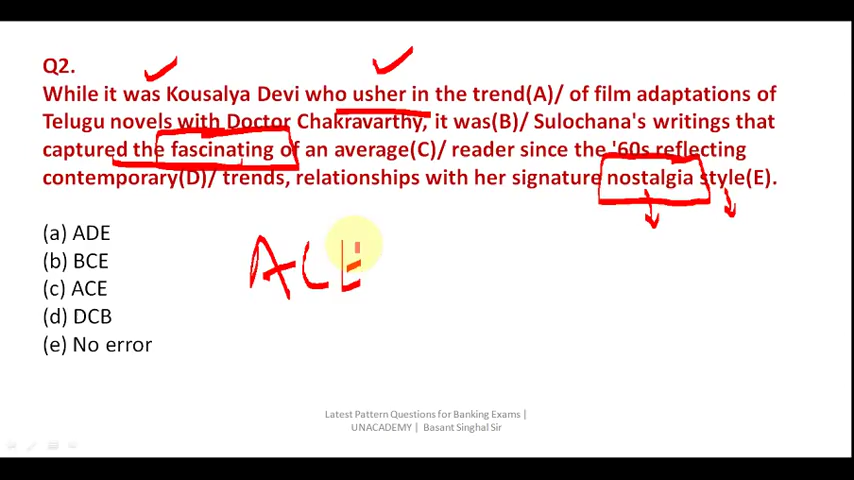 Q2.
While it was Kousalya Devi who usher in the trend(A)/ of film adaptations of
Telugu novels with Doctor Chakravarthy, it was(B)/ Sulochana's writings that
captured the fascinating of an average(C)/ reader since the '60s reflecting
contemporary(D)/ trends, relationships with her signature nostalgia style(E).
(a) ADE
(b) BCE
(c) ACE
(d) DCB
(e) No error
ACE
Latest Pattern Questions for Banking Exams |
UNACADEMY | Basant Singhal Sir